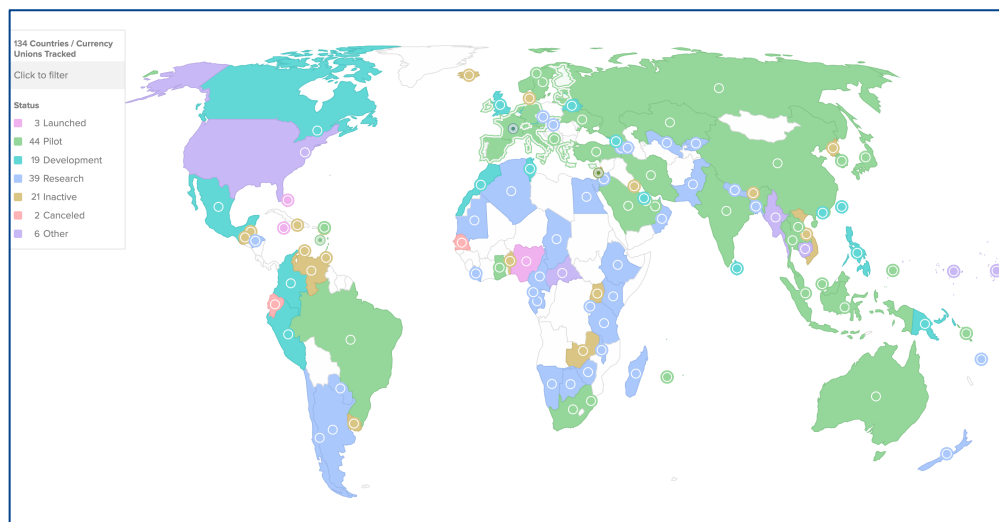 134 Countries / Currency
Unions Tracked
Click to filter
Status
3 Launched
44 Pilot
19 Development
39 Research
21 Inactive
2 Canceled
6 Other